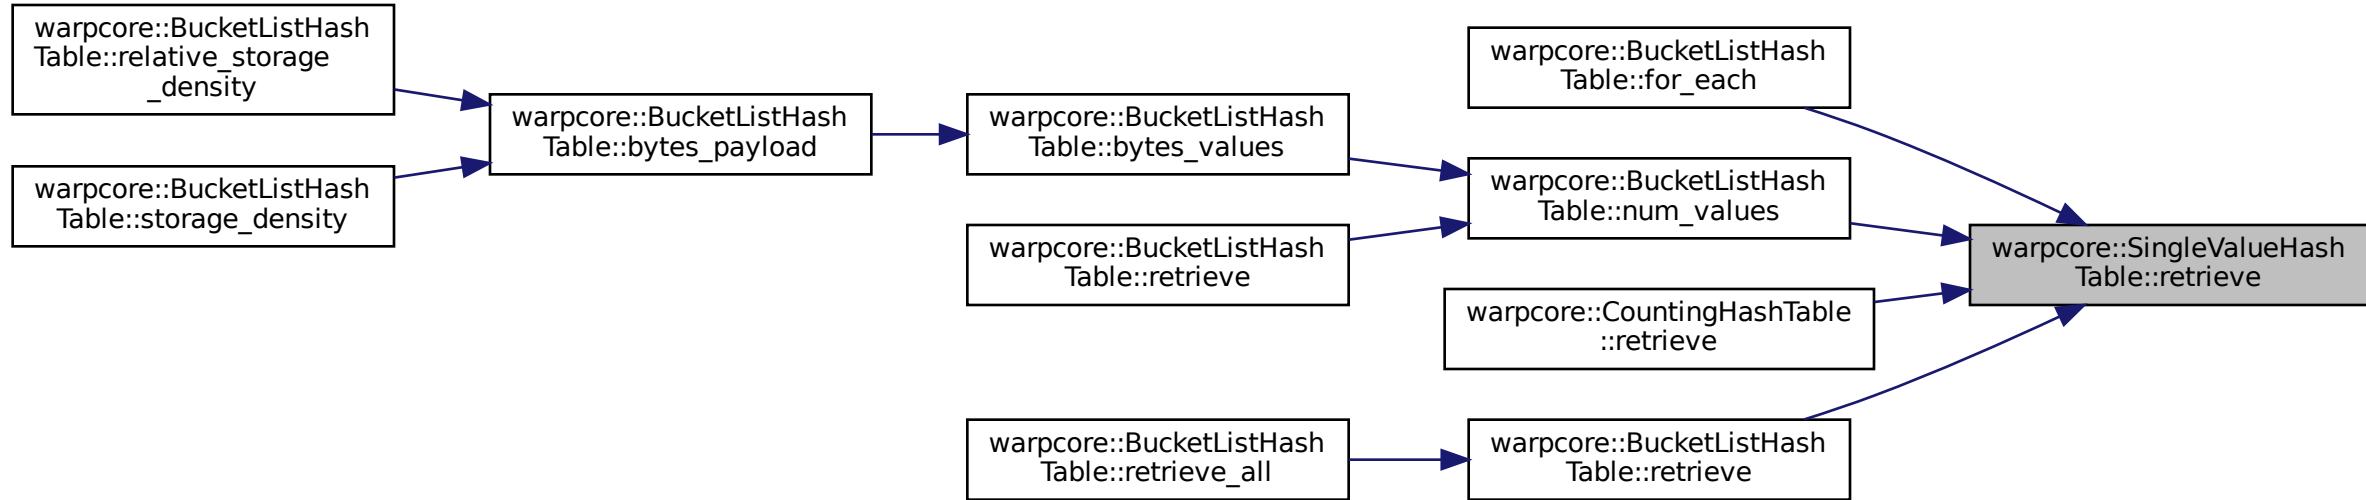 warpcore::BucketListHash
Table::relative_storage
_density
warpcore::BucketListHash
Table::storage_density
warpcore::BucketListHash
Table::bytes_payload
warpcore::BucketListHash
Table::bytes_values
warpcore::BucketListHash
Table::retrieve
warpcore::BucketListHash
Table::retrieve_all
warpcore::BucketListHash
Table::for_each
warpcore::BucketListHash
Table::num_values
warpcore::CountingHashTable
::retrieve
warpcore::BucketListHash
Table::retrieve
warpcore::SingleValueHash
Table::retrieve